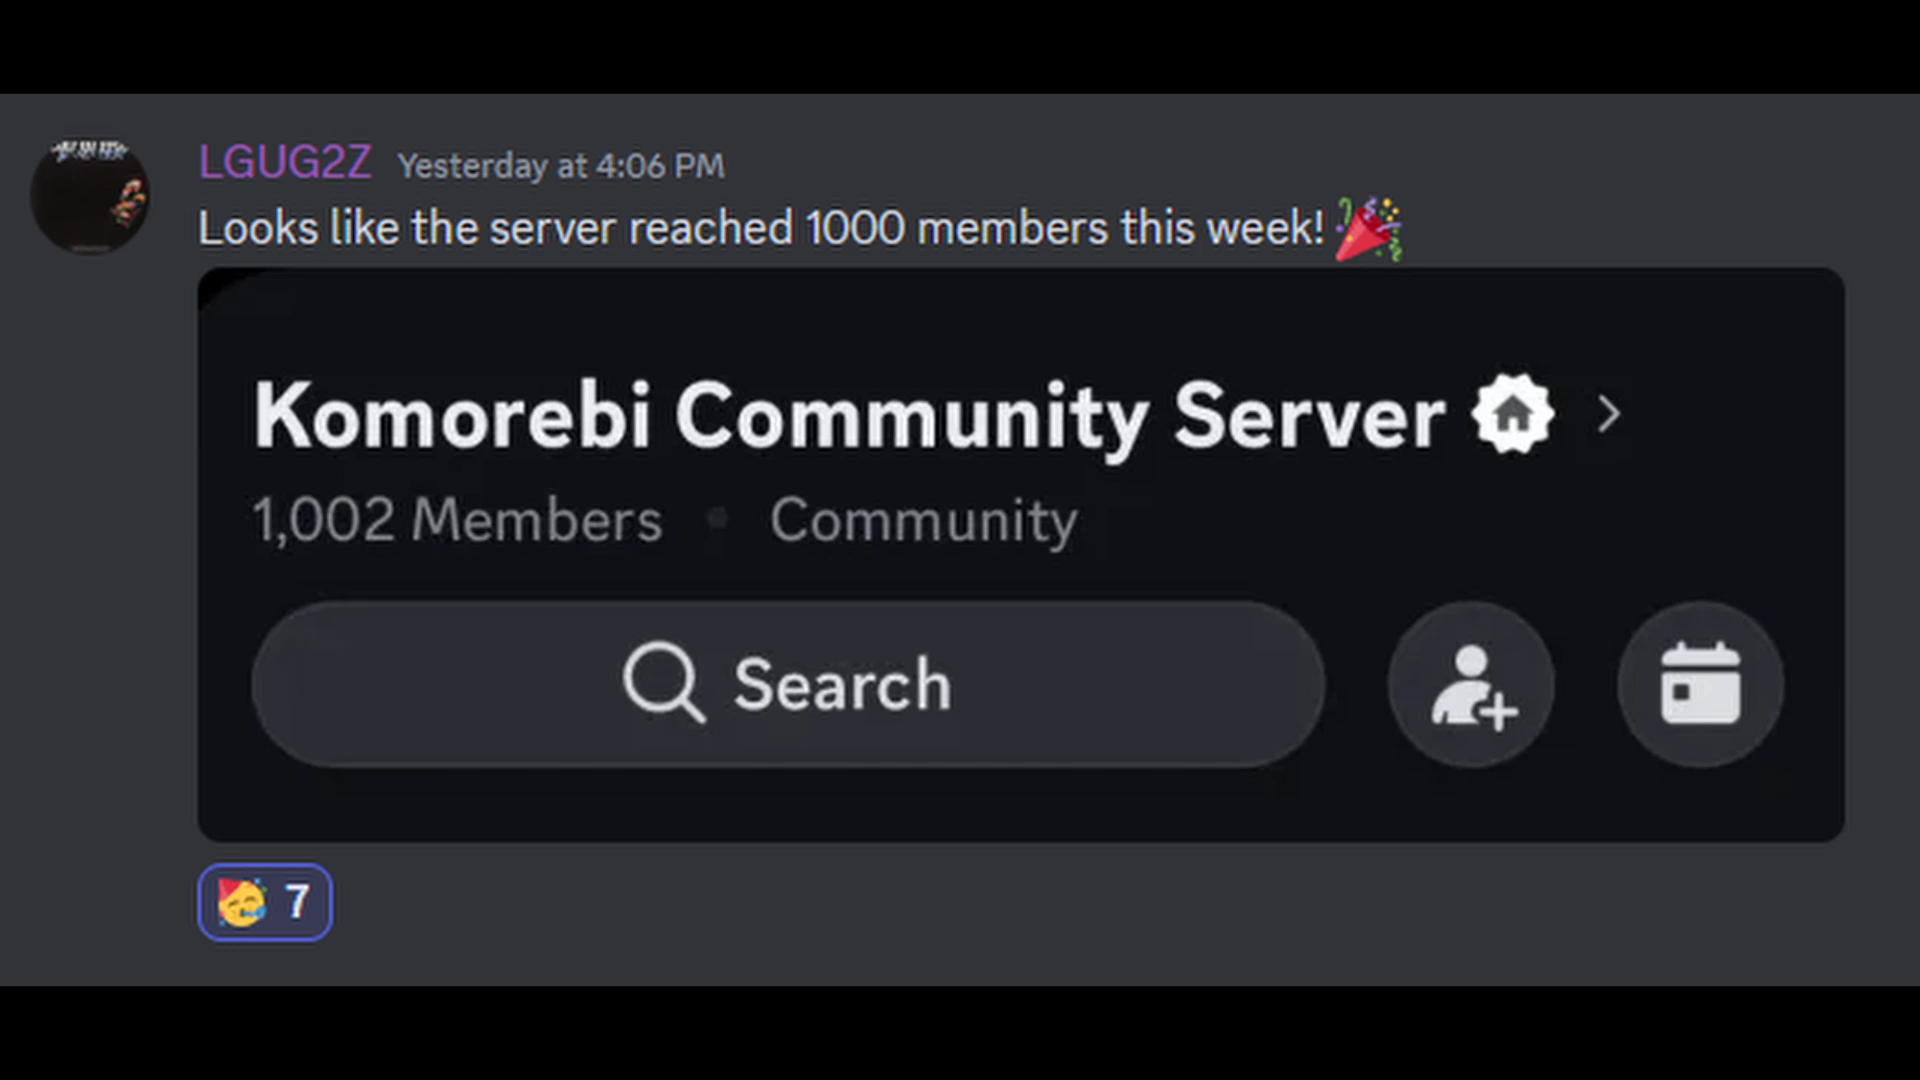 LGUG2Z Yesterday at 4:06 PM
Looks like the server reached 1000 members this week! 🎉
Komorebi Community Server
1,002 Members • Community
Search
7